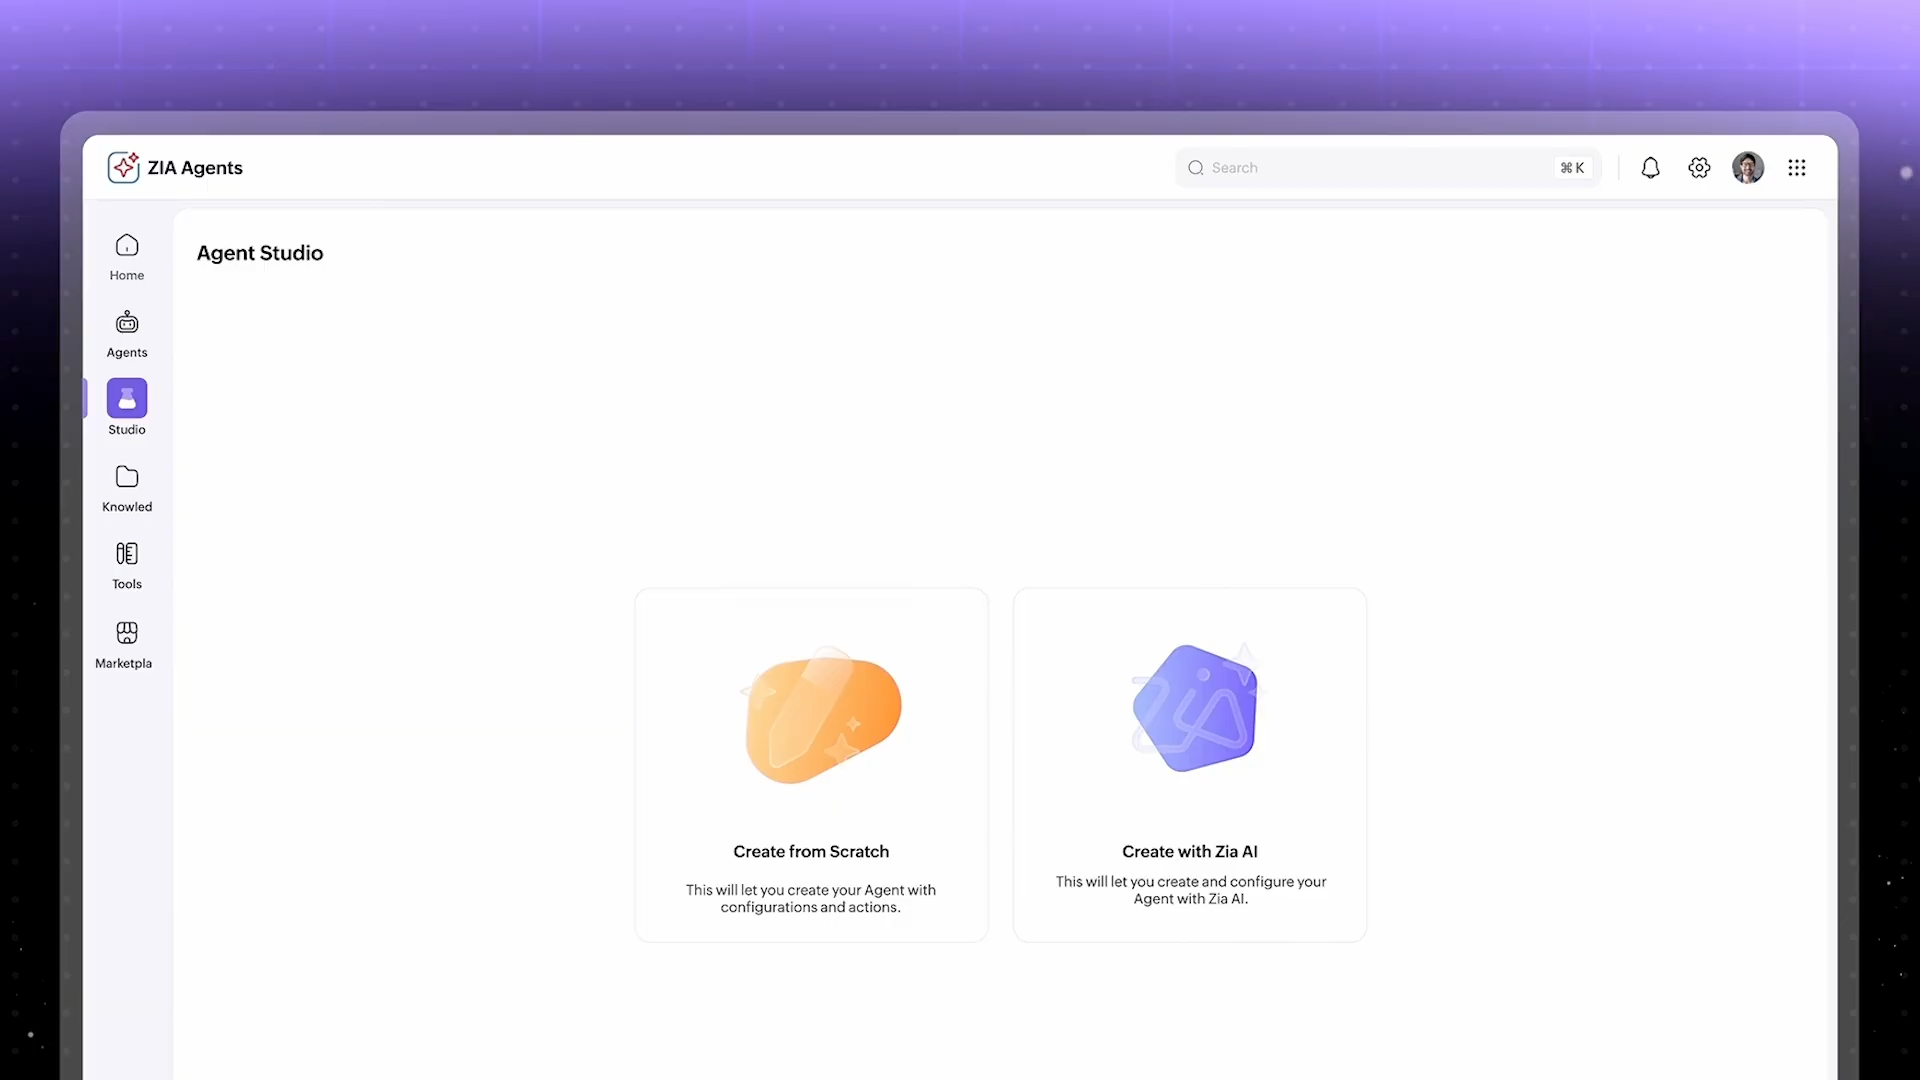 ZIA Agents
Search
⌘ K
Home
Agents
Studio
Knowled
Tools
Marketpla
Agent Studio
Zia
Create from Scratch
This will let you create your Agent with
configurations and actions.
Create with Zia AI
This will let you create and configure your
Agent with Zia AI.